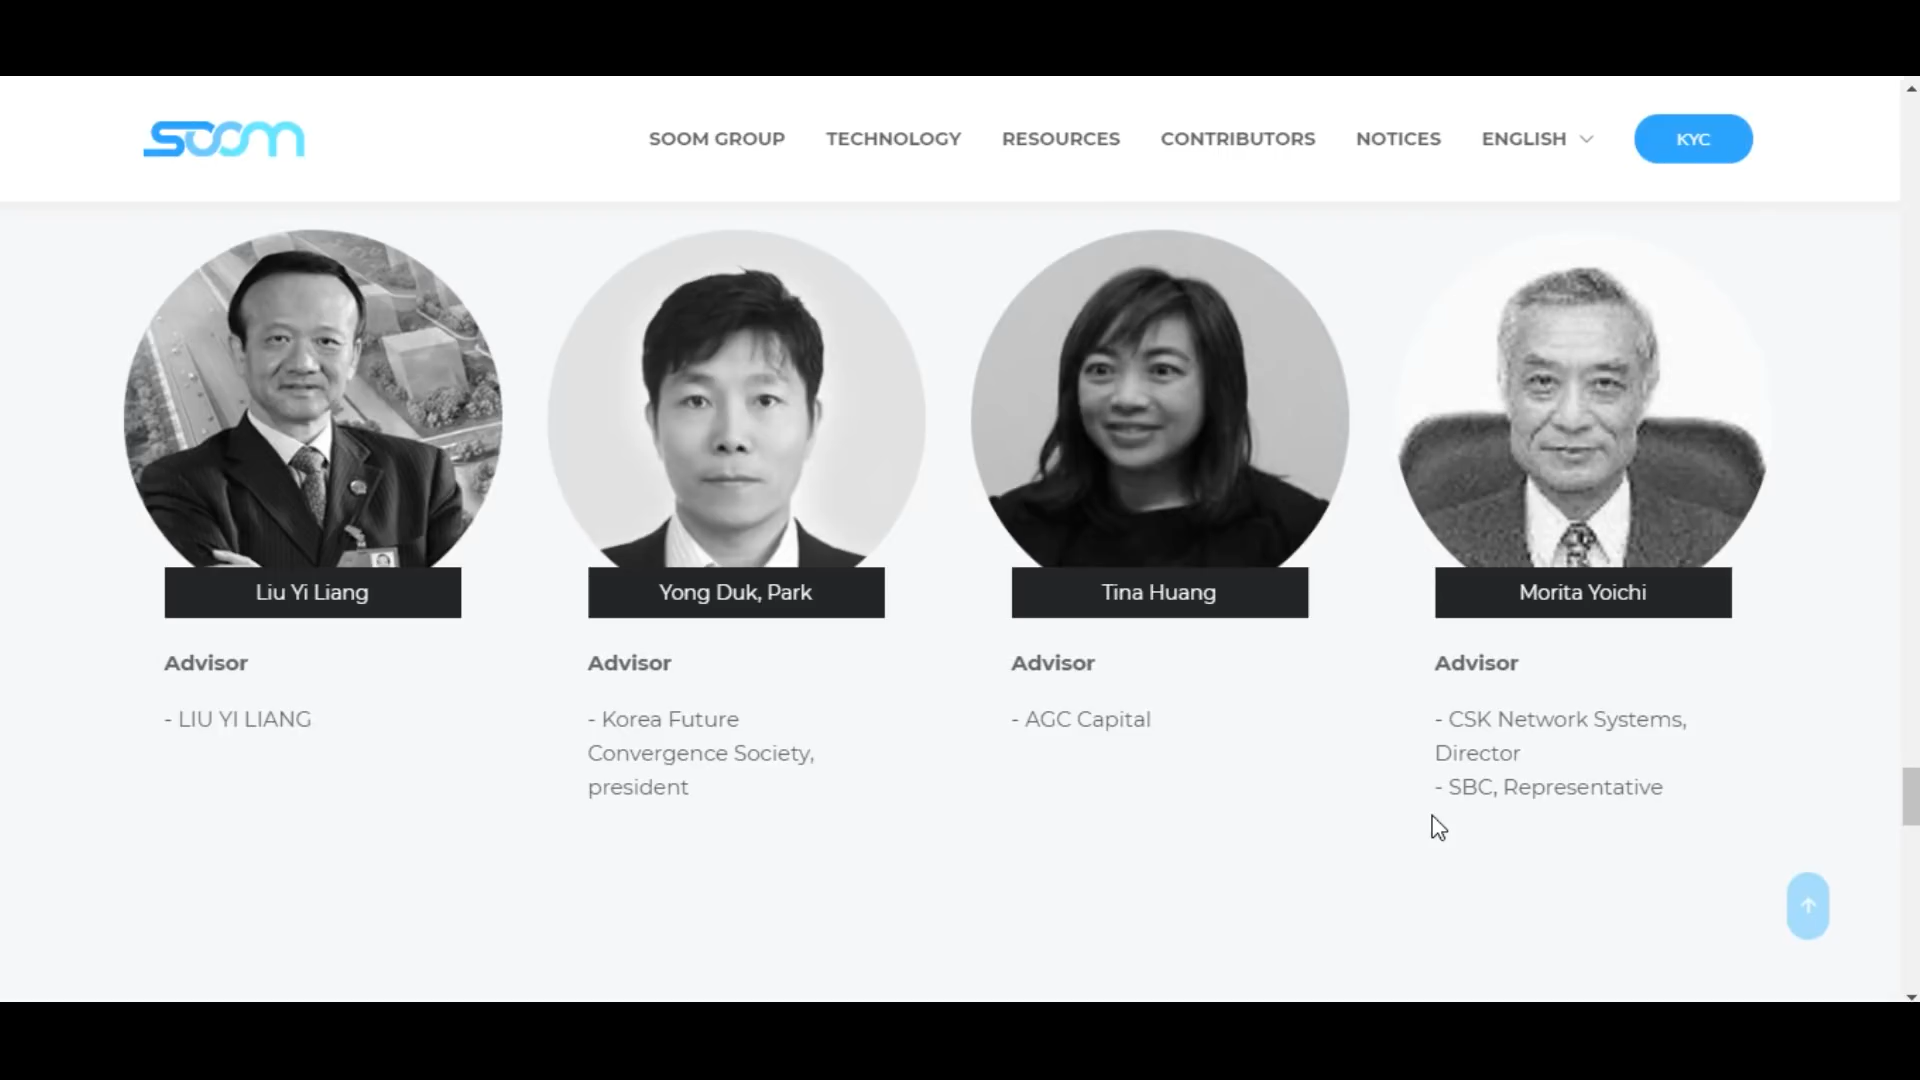 soom
SOOM GROUP TECHNOLOGY RESOURCES CONTRIBUTORS NOTICES ENGLISH KYC
Liu Yi Liang
Advisor
- LIU YI LIANG
Yong Duk, Park
Advisor
- Korea Future
Convergence Society,
president
Tina Huang
Advisor
- AGC Capital
Morita Yoichi
Advisor
- CSK Network Systems,
Director
- SBC, Representative